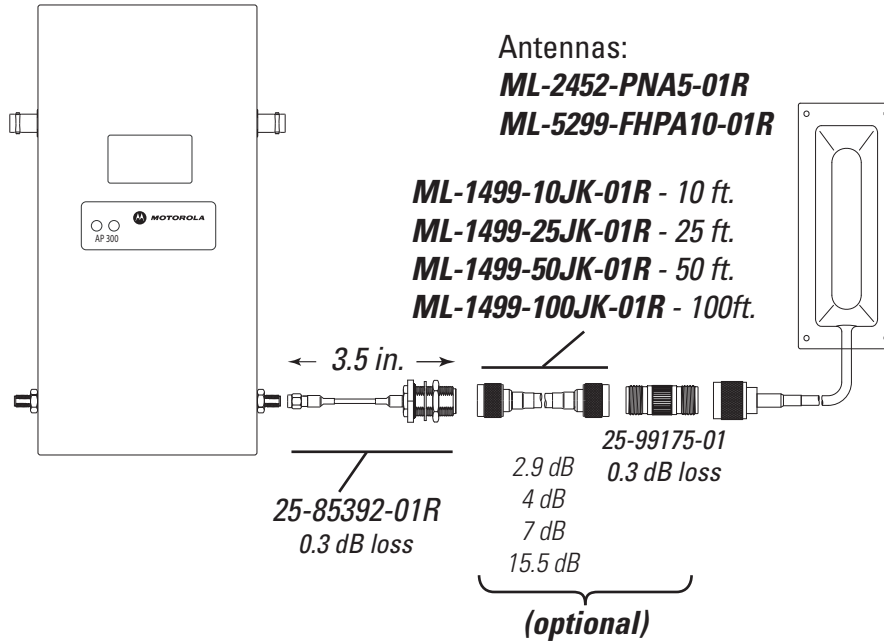 Antennas:
ML-2452-PNA5-01R
ML-5299-FHPA10-01R
MOTOROLA
AP 300
ML-1499-10JK-01R - 10 ft.
ML-1499-25JK-01R - 25 ft.
ML-1499-50JK-01R - 50 ft.
ML-1499-100JK-01R - 100ft.
3.5 in.
25-85392-01R
0.3 dB loss
2.9 dB
4 dB
7 dB
15.5 dB
25-99175-01
0.3 dB loss
(optional)